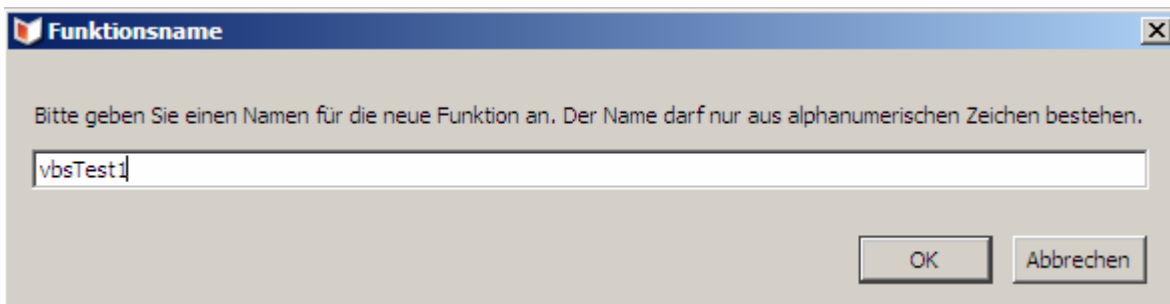 Funktionsname
Bitte geben Sie einen Namen für die neue Funktion an. Der Name darf nur aus alphanumerischen Zeichen bestehen.
vbsTest1
OK Abbrechen